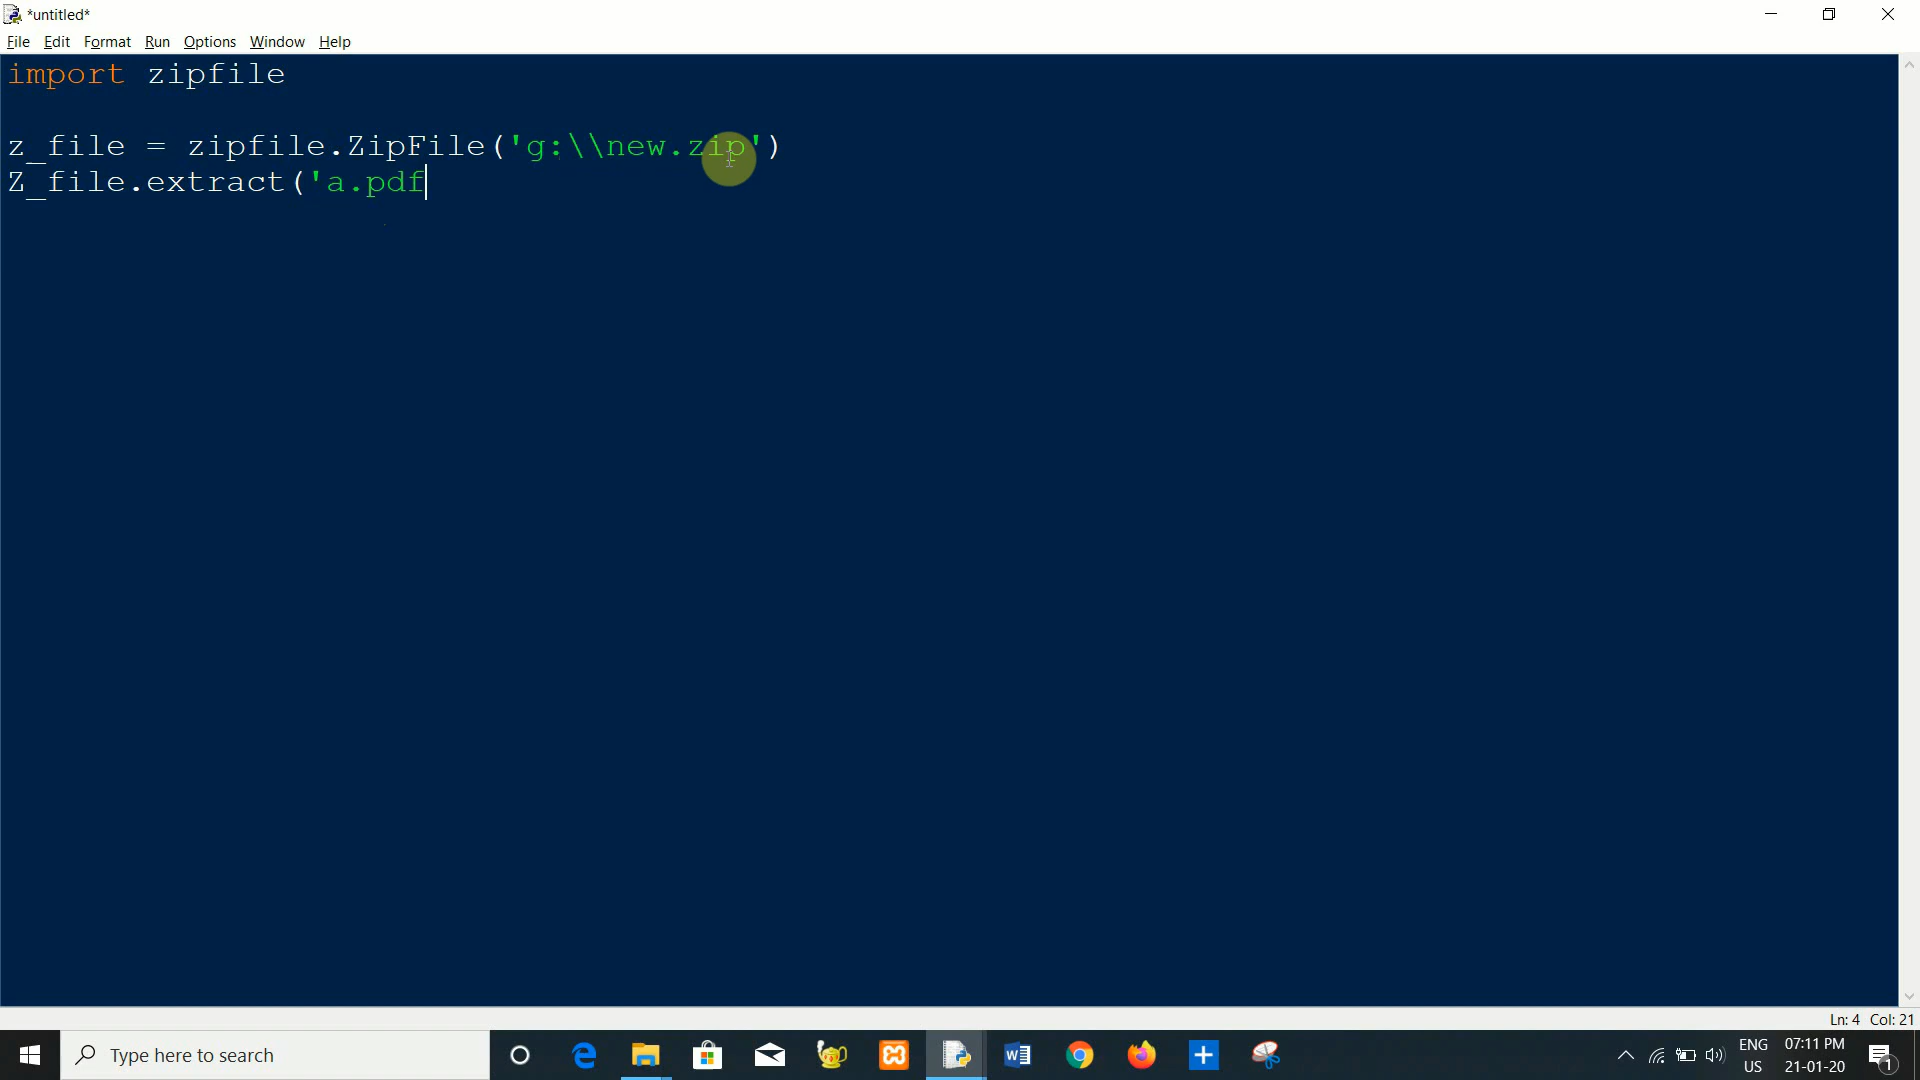 *untitled*
File Edit Format Run Options Window Help
import zipfile
z_file = zipfile.ZipFile('g:\\new.zip')
Z_file.extract('a.pdf
Ln: 4 Col: 21
Type here to search
ENG 07:11 PM
US 21-01-20
1